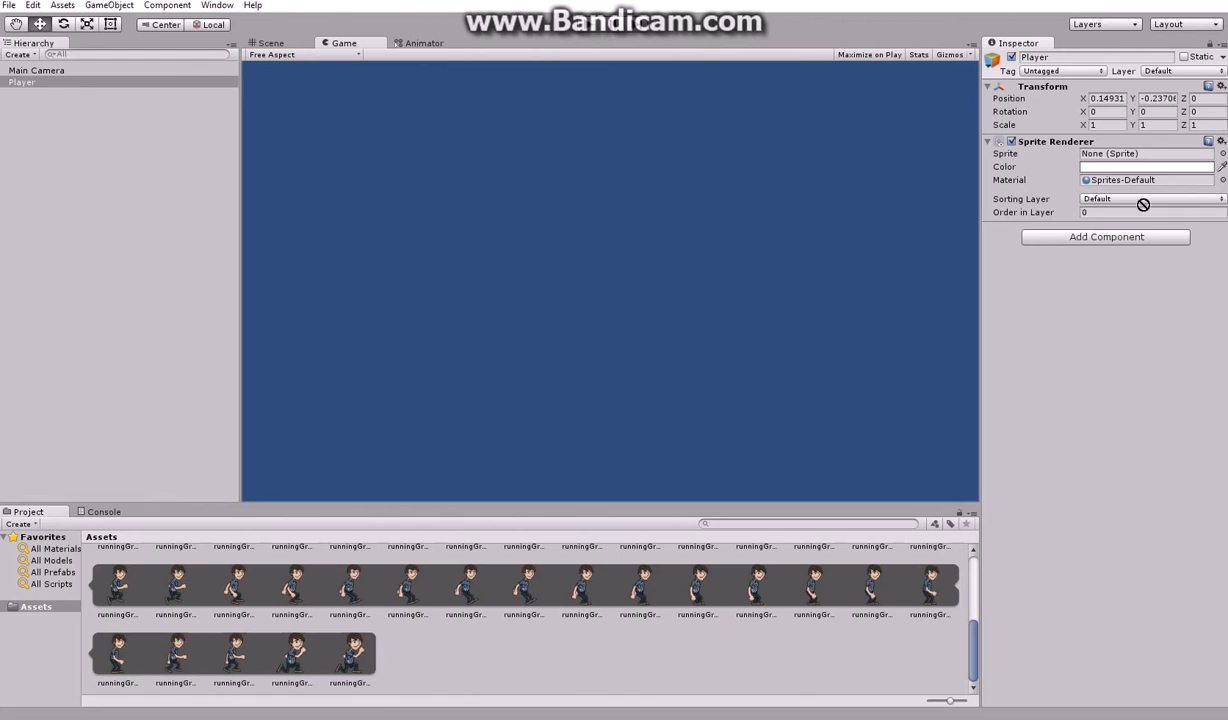 File Edit Assets GameObject Component Window Help
www.Bandicam.com
Center Local Layers Layout
Hierarchy Scene Game Animator Inspector
Create All Free Aspect Maximize on Play Stats Gizmos
Player Static
Main Camera
Player
Tag Untagged Layer Default
Transform
Position X 0.14931 Y -0.23706 Z 0
Rotation X 0 Y 0 Z 0
Scale X 1 Y 1 Z 1
Sprite Renderer
Sprite None (Sprite)
Color
Material Sprites-Default
Sorting Layer Default
Order in Layer 0
Add Component
Project Console
Create
Favorites Assets
All Materials
All Models
All Prefabs
All Scripts
Assets
runningGr... runningGr... runningGr... runningGr... runningGr... runningGr... runningGr... runningGr... runningGr... runningGr... runningGr... runningGr... runningGr... runningGr... runningGr...
runningGr... runningGr... runningGr... runningGr... runningGr... runningGr... runningGr... runningGr... runningGr... runningGr... runningGr... runningGr... runningGr... runningGr... runningGr...
runningGr... runningGr... runningGr... runningGr... runningGr...